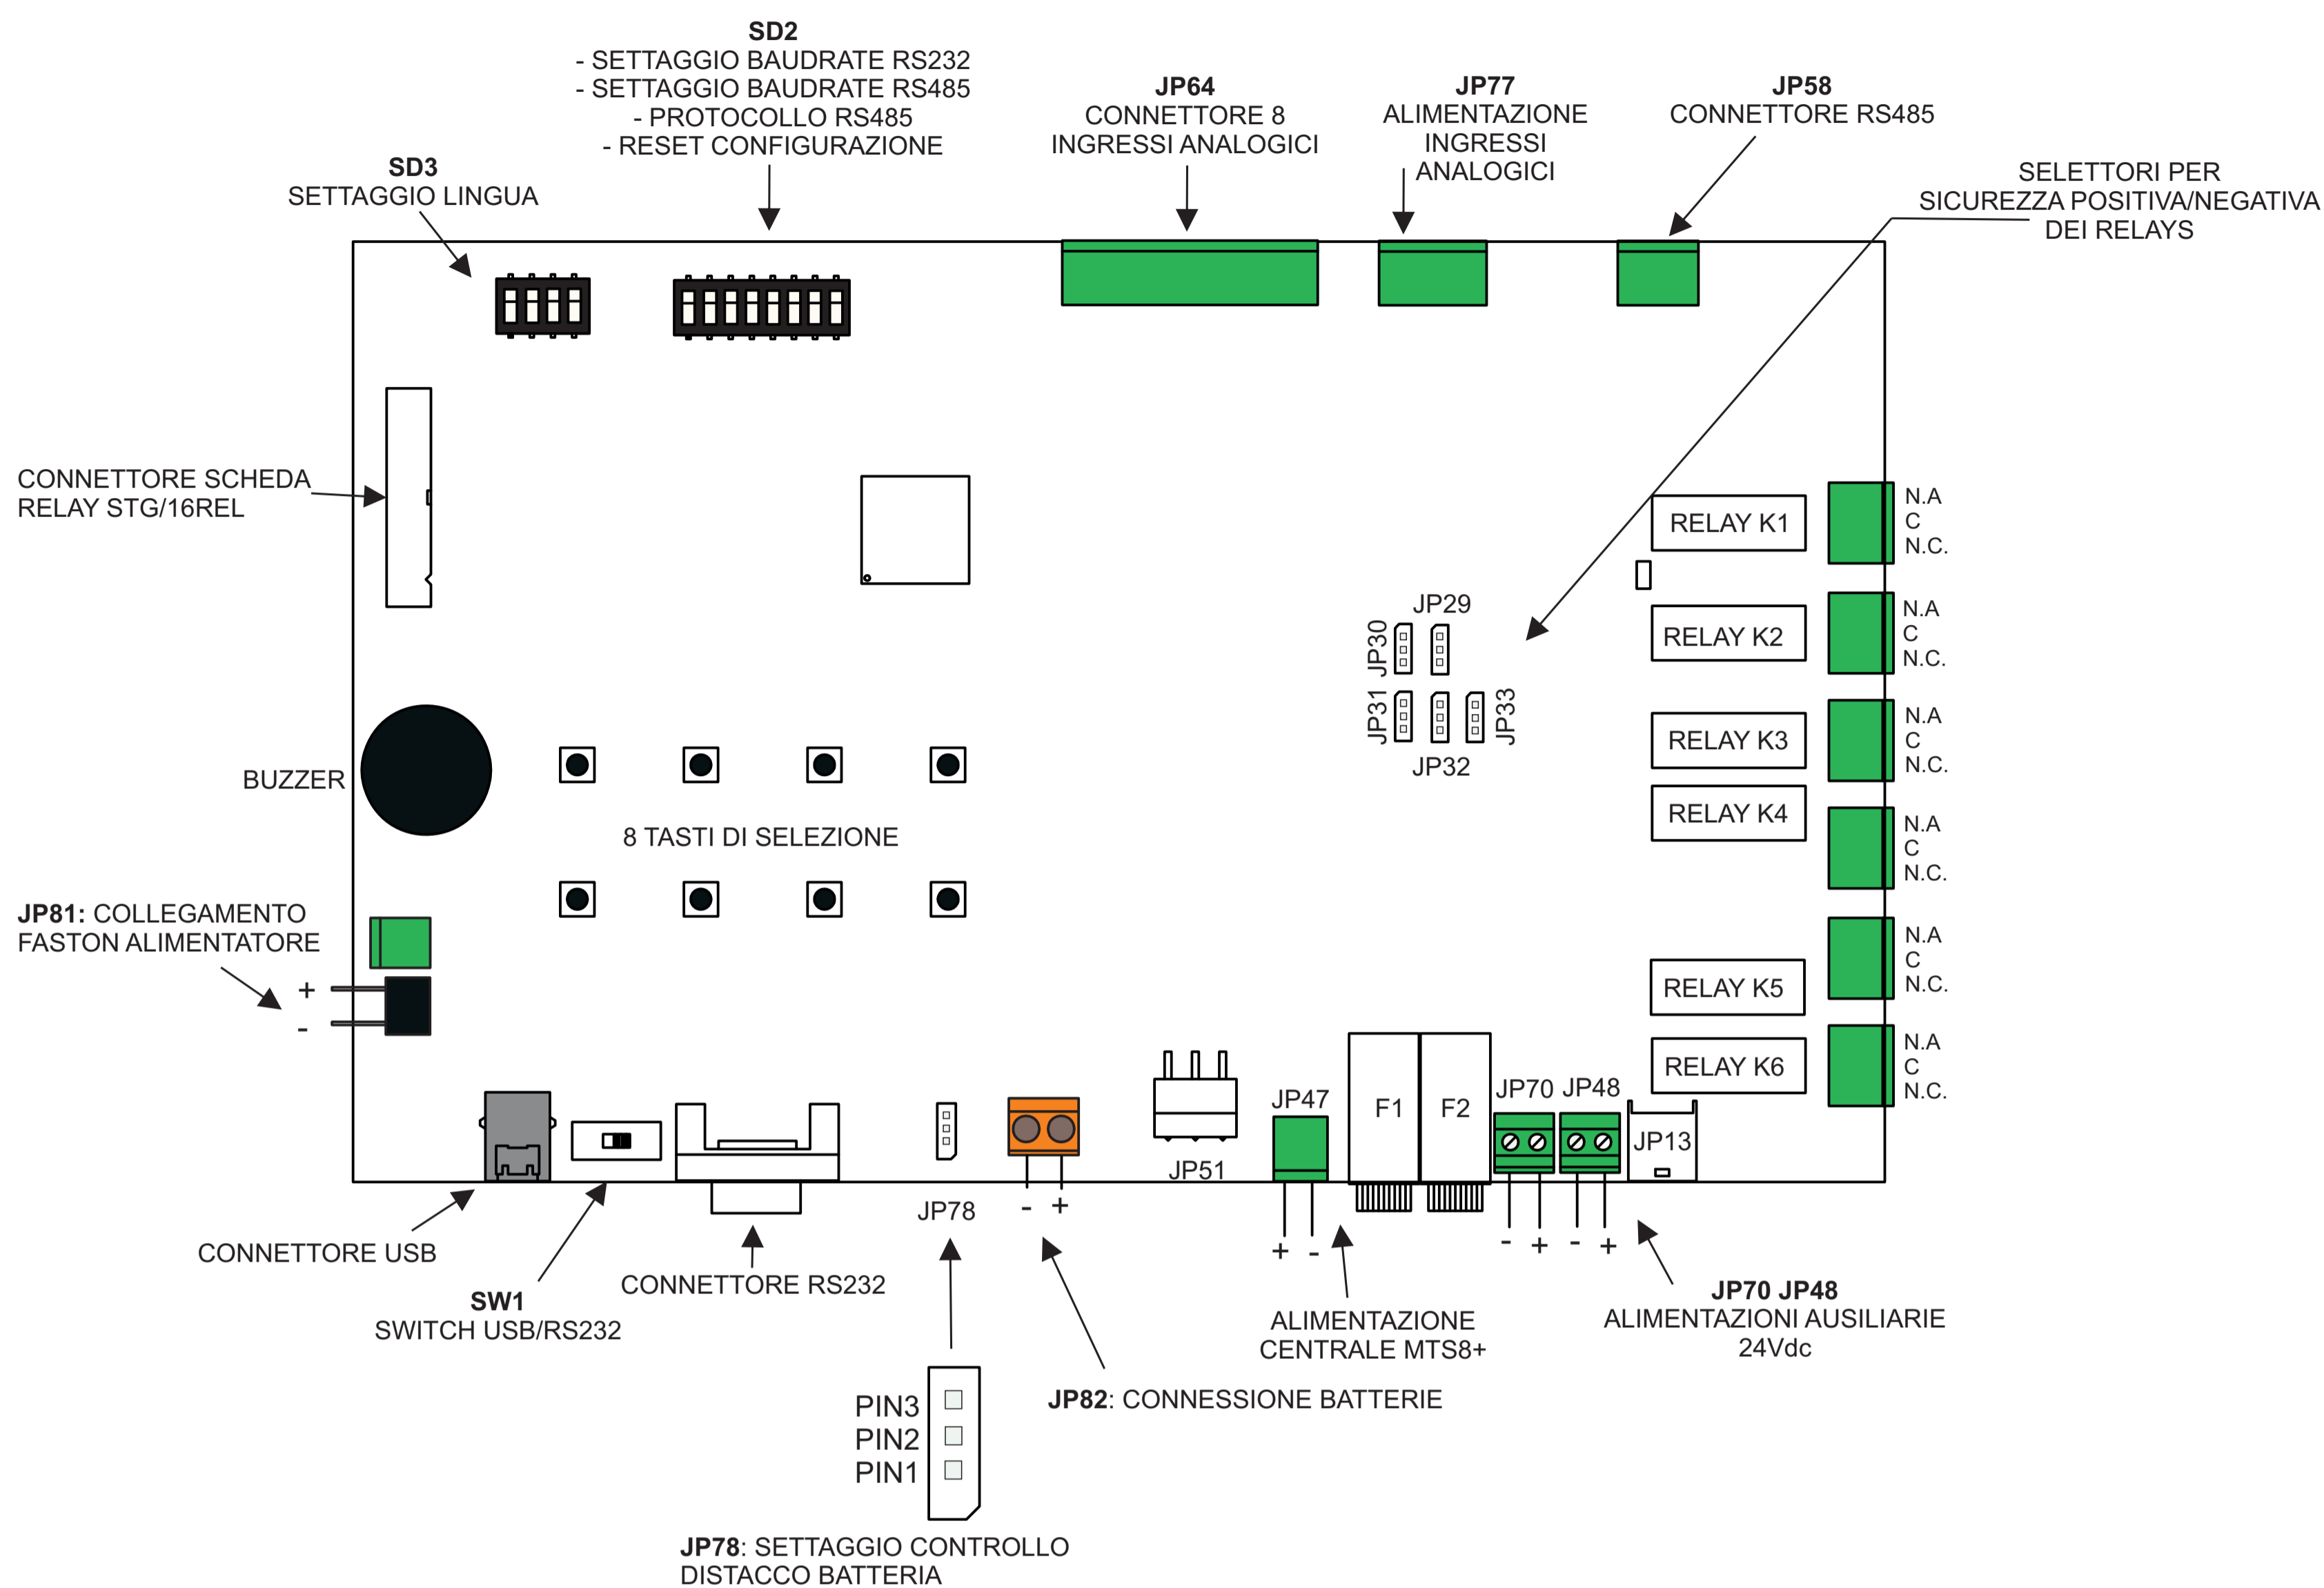 SD2
- SETTAGGIO BAUDRATE RS232
- SETTAGGIO BAUDRATE RS485
- PROTOCOLLO RS485
- RESET CONFIGURAZIONE
SD3
SETTAGGIO LINGUA
JP64
CONNETTORE 8
INGRESSI ANALOGICI
JP77
ALIMENTAZIONE
INGRESSI
ANALOGICI
JP58
CONNETTORE RS485
SELETTORI PER
SICUREZZA POSITIVA/NEGATIVA
DEI RELAYS
CONNETTORE SCHEDA
RELAY STG/16REL
RELAY K1
N.A
C
N.C.
RELAY K2
N.A
C
N.C.
JP29
JP30
JP31
JP33
JP32
RELAY K3
N.A
C
N.C.
RELAY K4
N.A
C
N.C.
BUZZER
8 TASTI DI SELEZIONE
JP81: COLLEGAMENTO
FASTON ALIMENTATORE
+
-
RELAY K5
N.A
C
N.C.
RELAY K6
N.A
C
N.C.
JP51
JP47
F1
F2
JP70
JP48
JP13
JP78
- +
+ -
- + - +
CONNETTORE USB
SW1
SWITCH USB/RS232
CONNETTORE RS232
ALIMENTAZIONE
CENTRALE MTS8+
JP70 JP48
ALIMENTAZIONI AUSILIARIE
24Vdc
JP82: CONNESSIONE BATTERIE
PIN3
PIN2
PIN1
JP78: SETTAGGIO CONTROLLO
DISTACCO BATTERIA